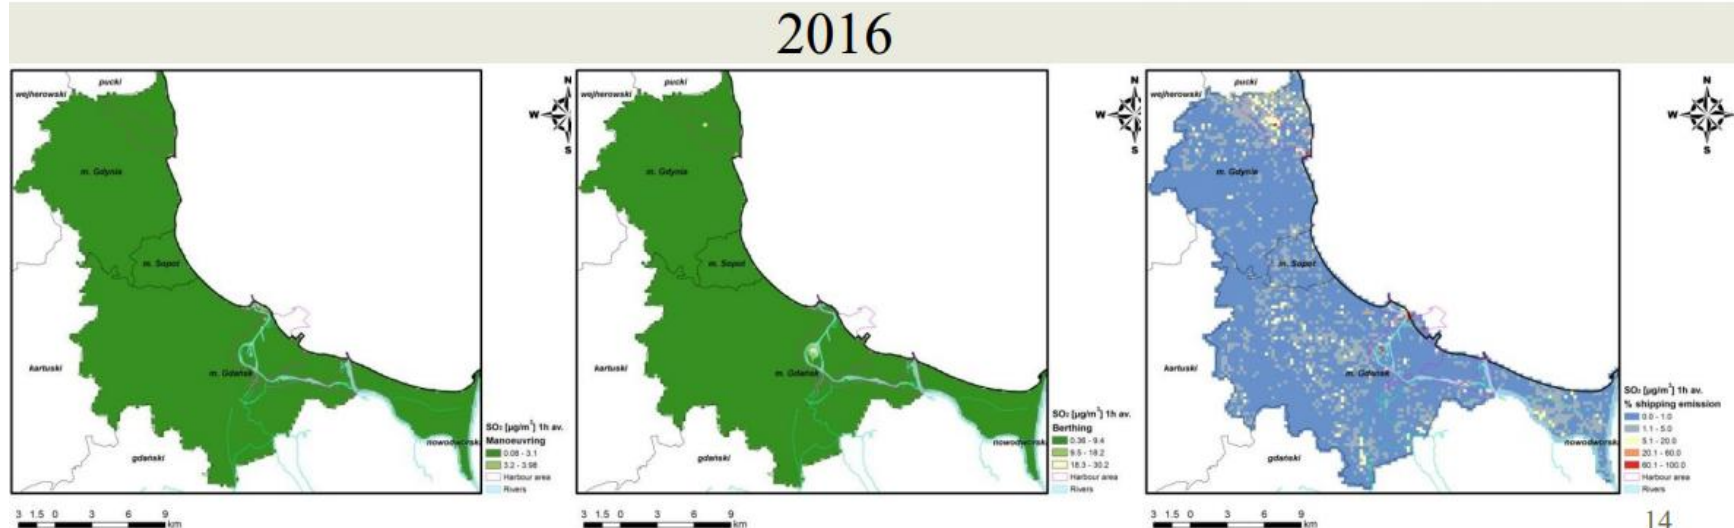 2016
pucki
wejherowski
m. Gdynia
m. Sopot
m. Gdańsk
kartuski
gdański
nowodworski
N
W
S
SO₂ [µg/m³] 1h av.
Manoeuvring
0.08 - 3.1
3.2 - 3.98
Harbour area
Rivers
3 1.5 0 3 6 9
km
pucki
wejherowski
m. Gdynia
m. Sopot
m. Gdańsk
kartuski
gdański
nowodworski
N
W
S
SO₂ [µg/m³] 1h av.
Berthing
0.36 - 9.4
9.5 - 18.2
18.3 - 30.2
Harbour area
Rivers
3 1.5 0 3 6 9
km
pucki
wejherowski
m. Gdynia
m. Sopot
m. Gdańsk
kartuski
gdański
nowodworski
N
W E
S
SO₂ [µg/m³] 1h av.
% shipping emission
0.0 - 1.0
1.1 - 5.0
5.1 - 20.0
20.1 - 60.0
60.1 - 100.0
Harbour area
Rivers
3 1.5 0 3 6 9
km
14